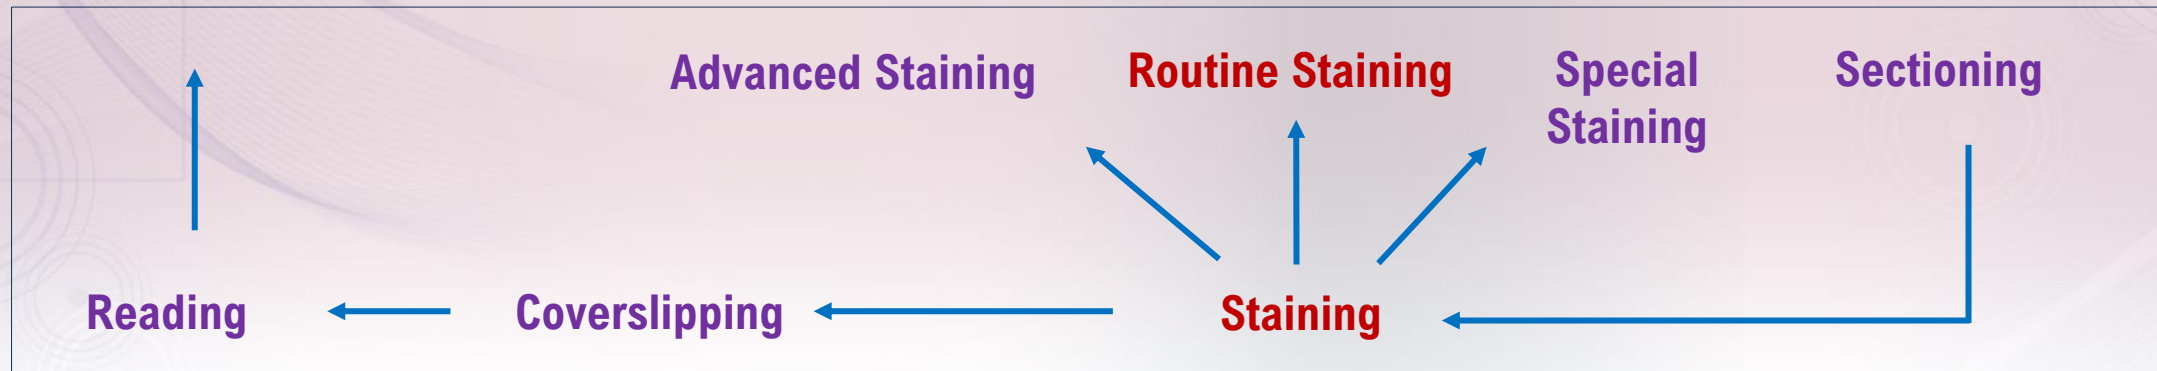 Advanced Staining
Routine Staining
Special
Staining
Sectioning
Reading
Coverslipping
Staining